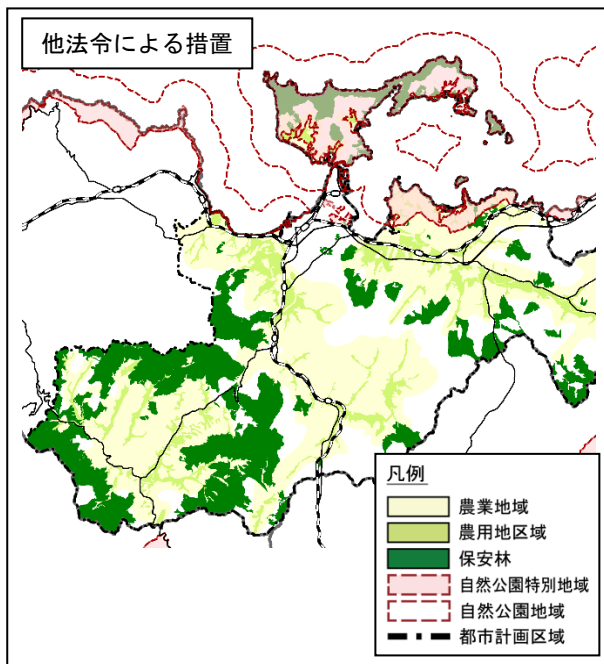 他法令による措置
凡例
農業地域
農用地区域
保安林
自然公園特別地域
自然公園地域
都市計画区域